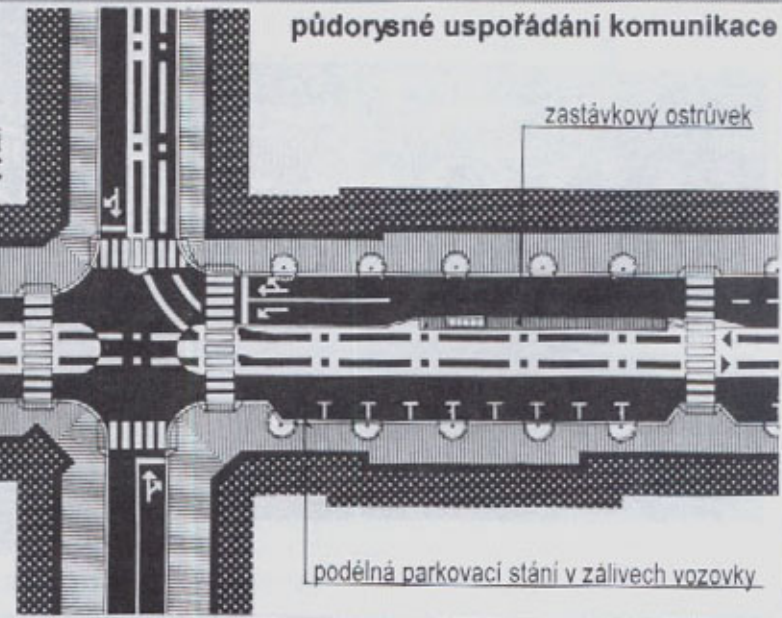 půdorysné uspořádání komunikace
zastávkový ostrůvek
podélná parkovací stání v zálivech vozovky